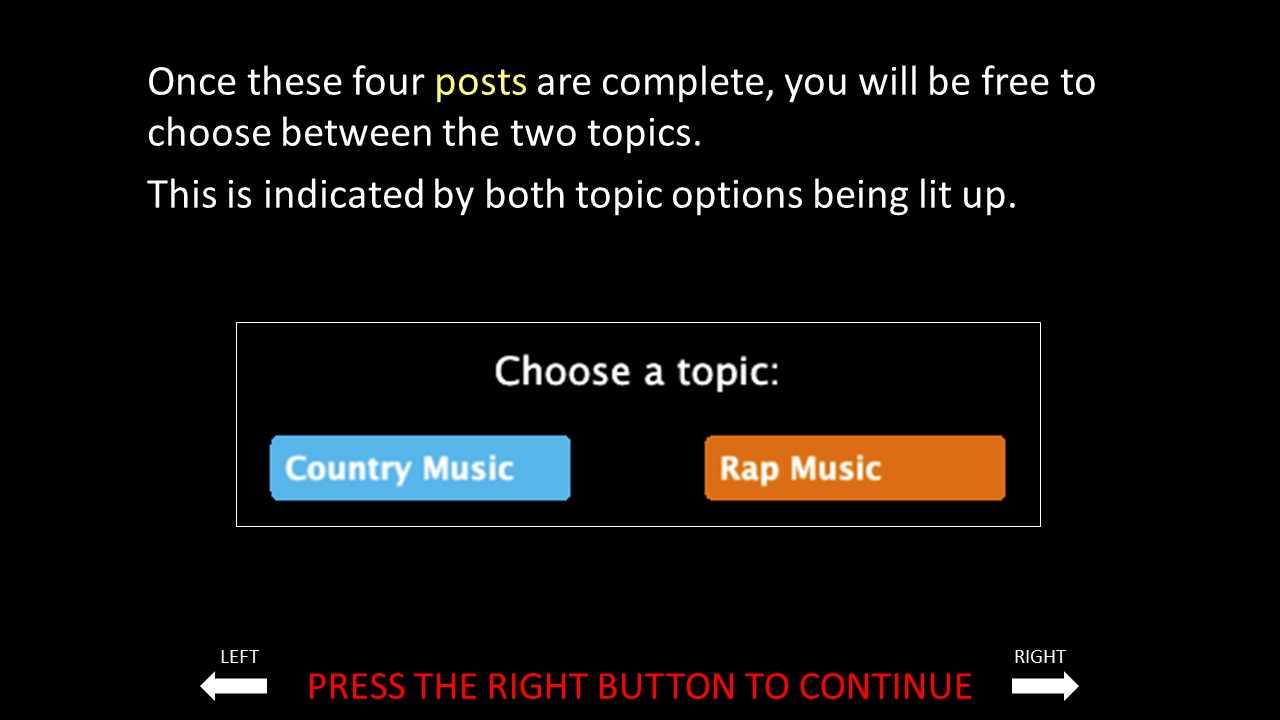 Once these four posts are complete, you will be free to
choose between the two topics.
This is indicated by both topic options being lit up.
Choose a topic:
Country Music
Rap Music
LEFT
RIGHT
PRESS THE RIGHT BUTTON TO CONTINUE